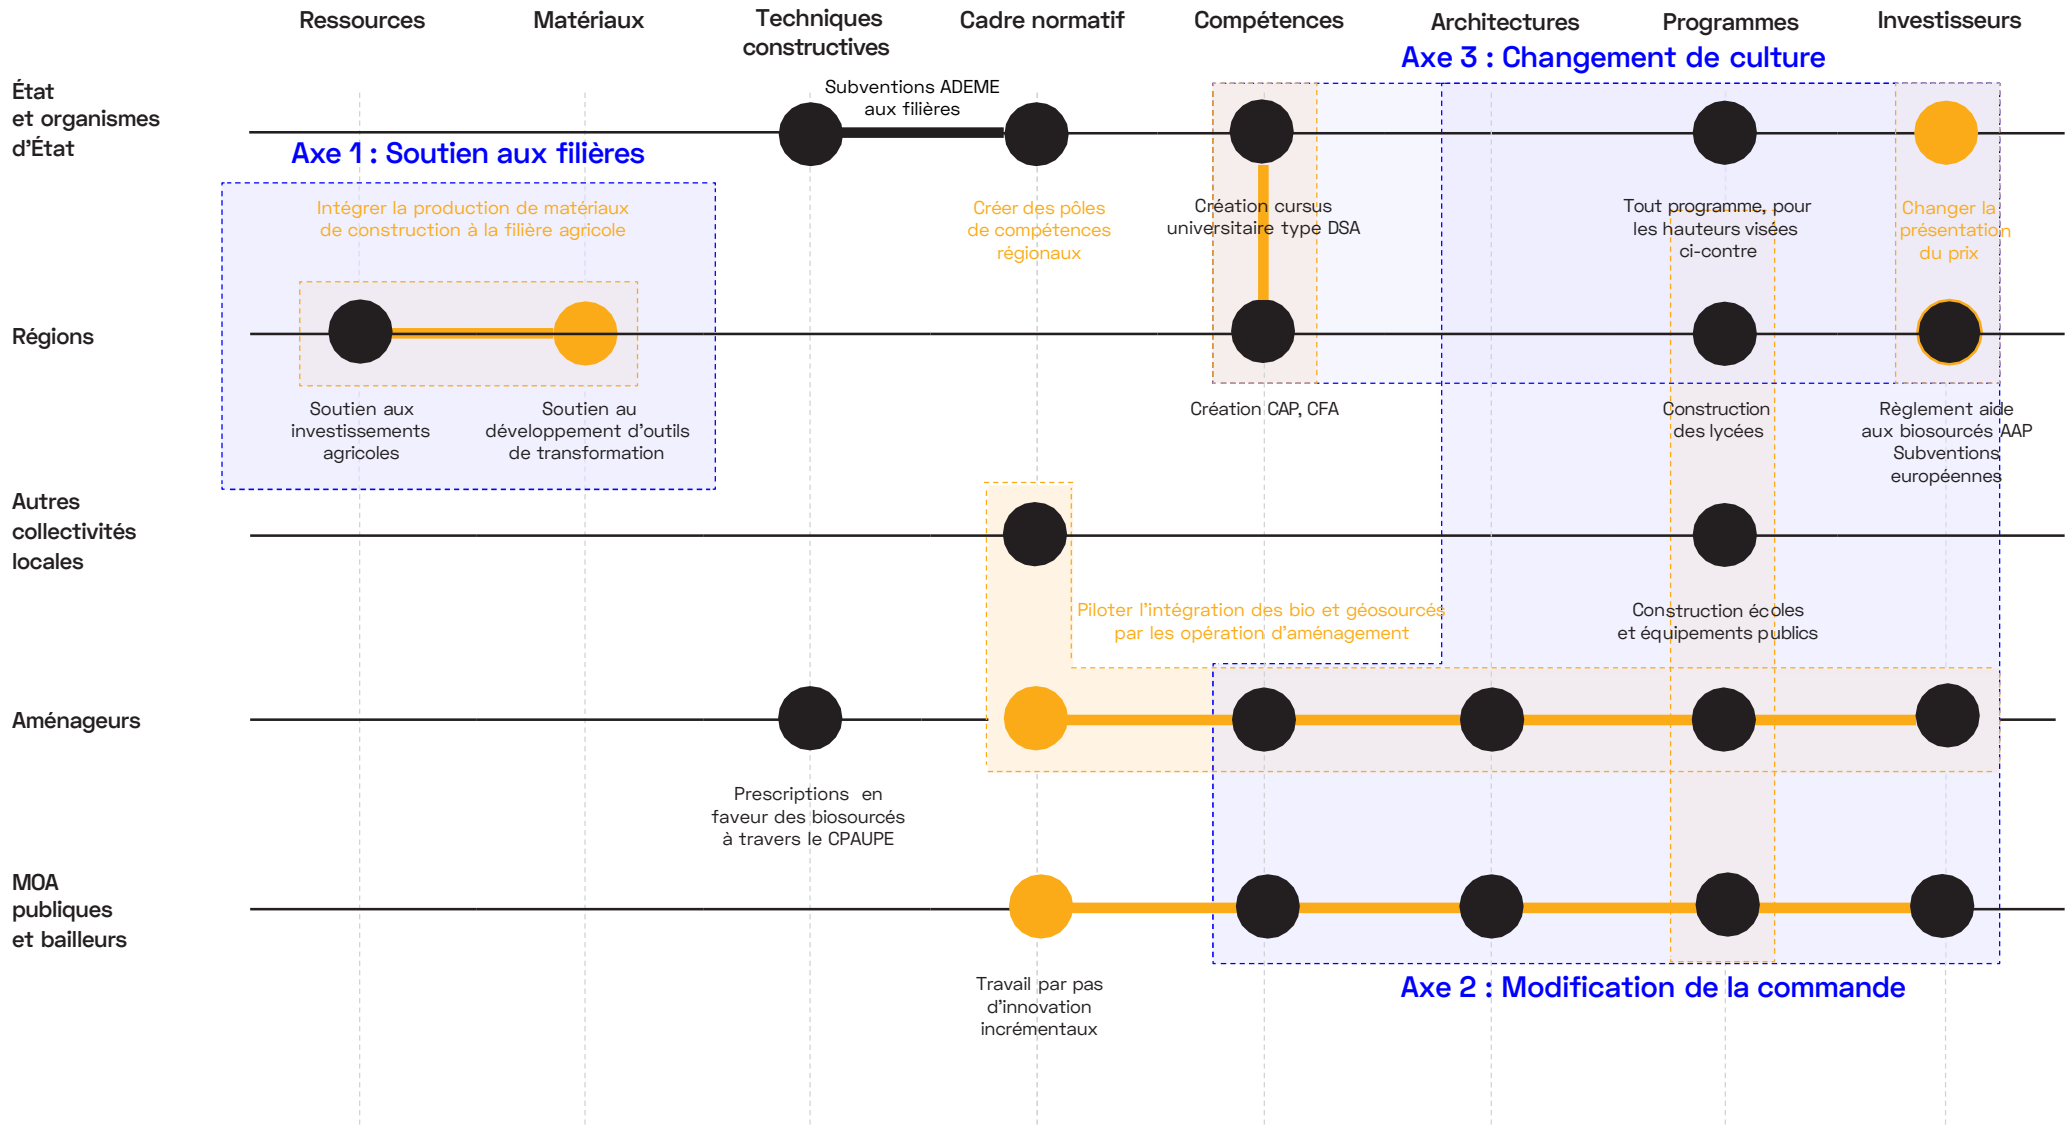 Ressources
Matériaux
Techniques
constructives
Cadre normatif
Compétences
Architectures
Programmes
Investisseurs
Axe 3 : Changement de culture
État
et organismes
d'État
Subventions ADEME
aux filières
Axe 1 : Soutien aux filières
Intégrer la production de matériaux
de construction à la filière agricole
Créer des pôles
de compétences
régionaux
Création cursus
universitaire type DSA
Tout programme, pour
les hauteurs visées
ci-contre
Changer la
présentation
du prix
Régions
Soutien aux
investissements
agricoles
Soutien au
développement d'outils
de transformation
Création CAP, CFA
Construction
des lycées
Règlement aide
aux biosourcés AAP
Subventions
européennes
Autres
collectivités
locales
Piloter l'intégration des bio et géosourcés
par les opération d'aménagement
Construction écoles
et équipements publics
Aménageurs
Prescriptions en
faveur des biosourcés
à travers le CPAUPE
MOA
publiques
et bailleurs
Travail par pas
d'innovation
incrémentaux
Axe 2 : Modification de la commande